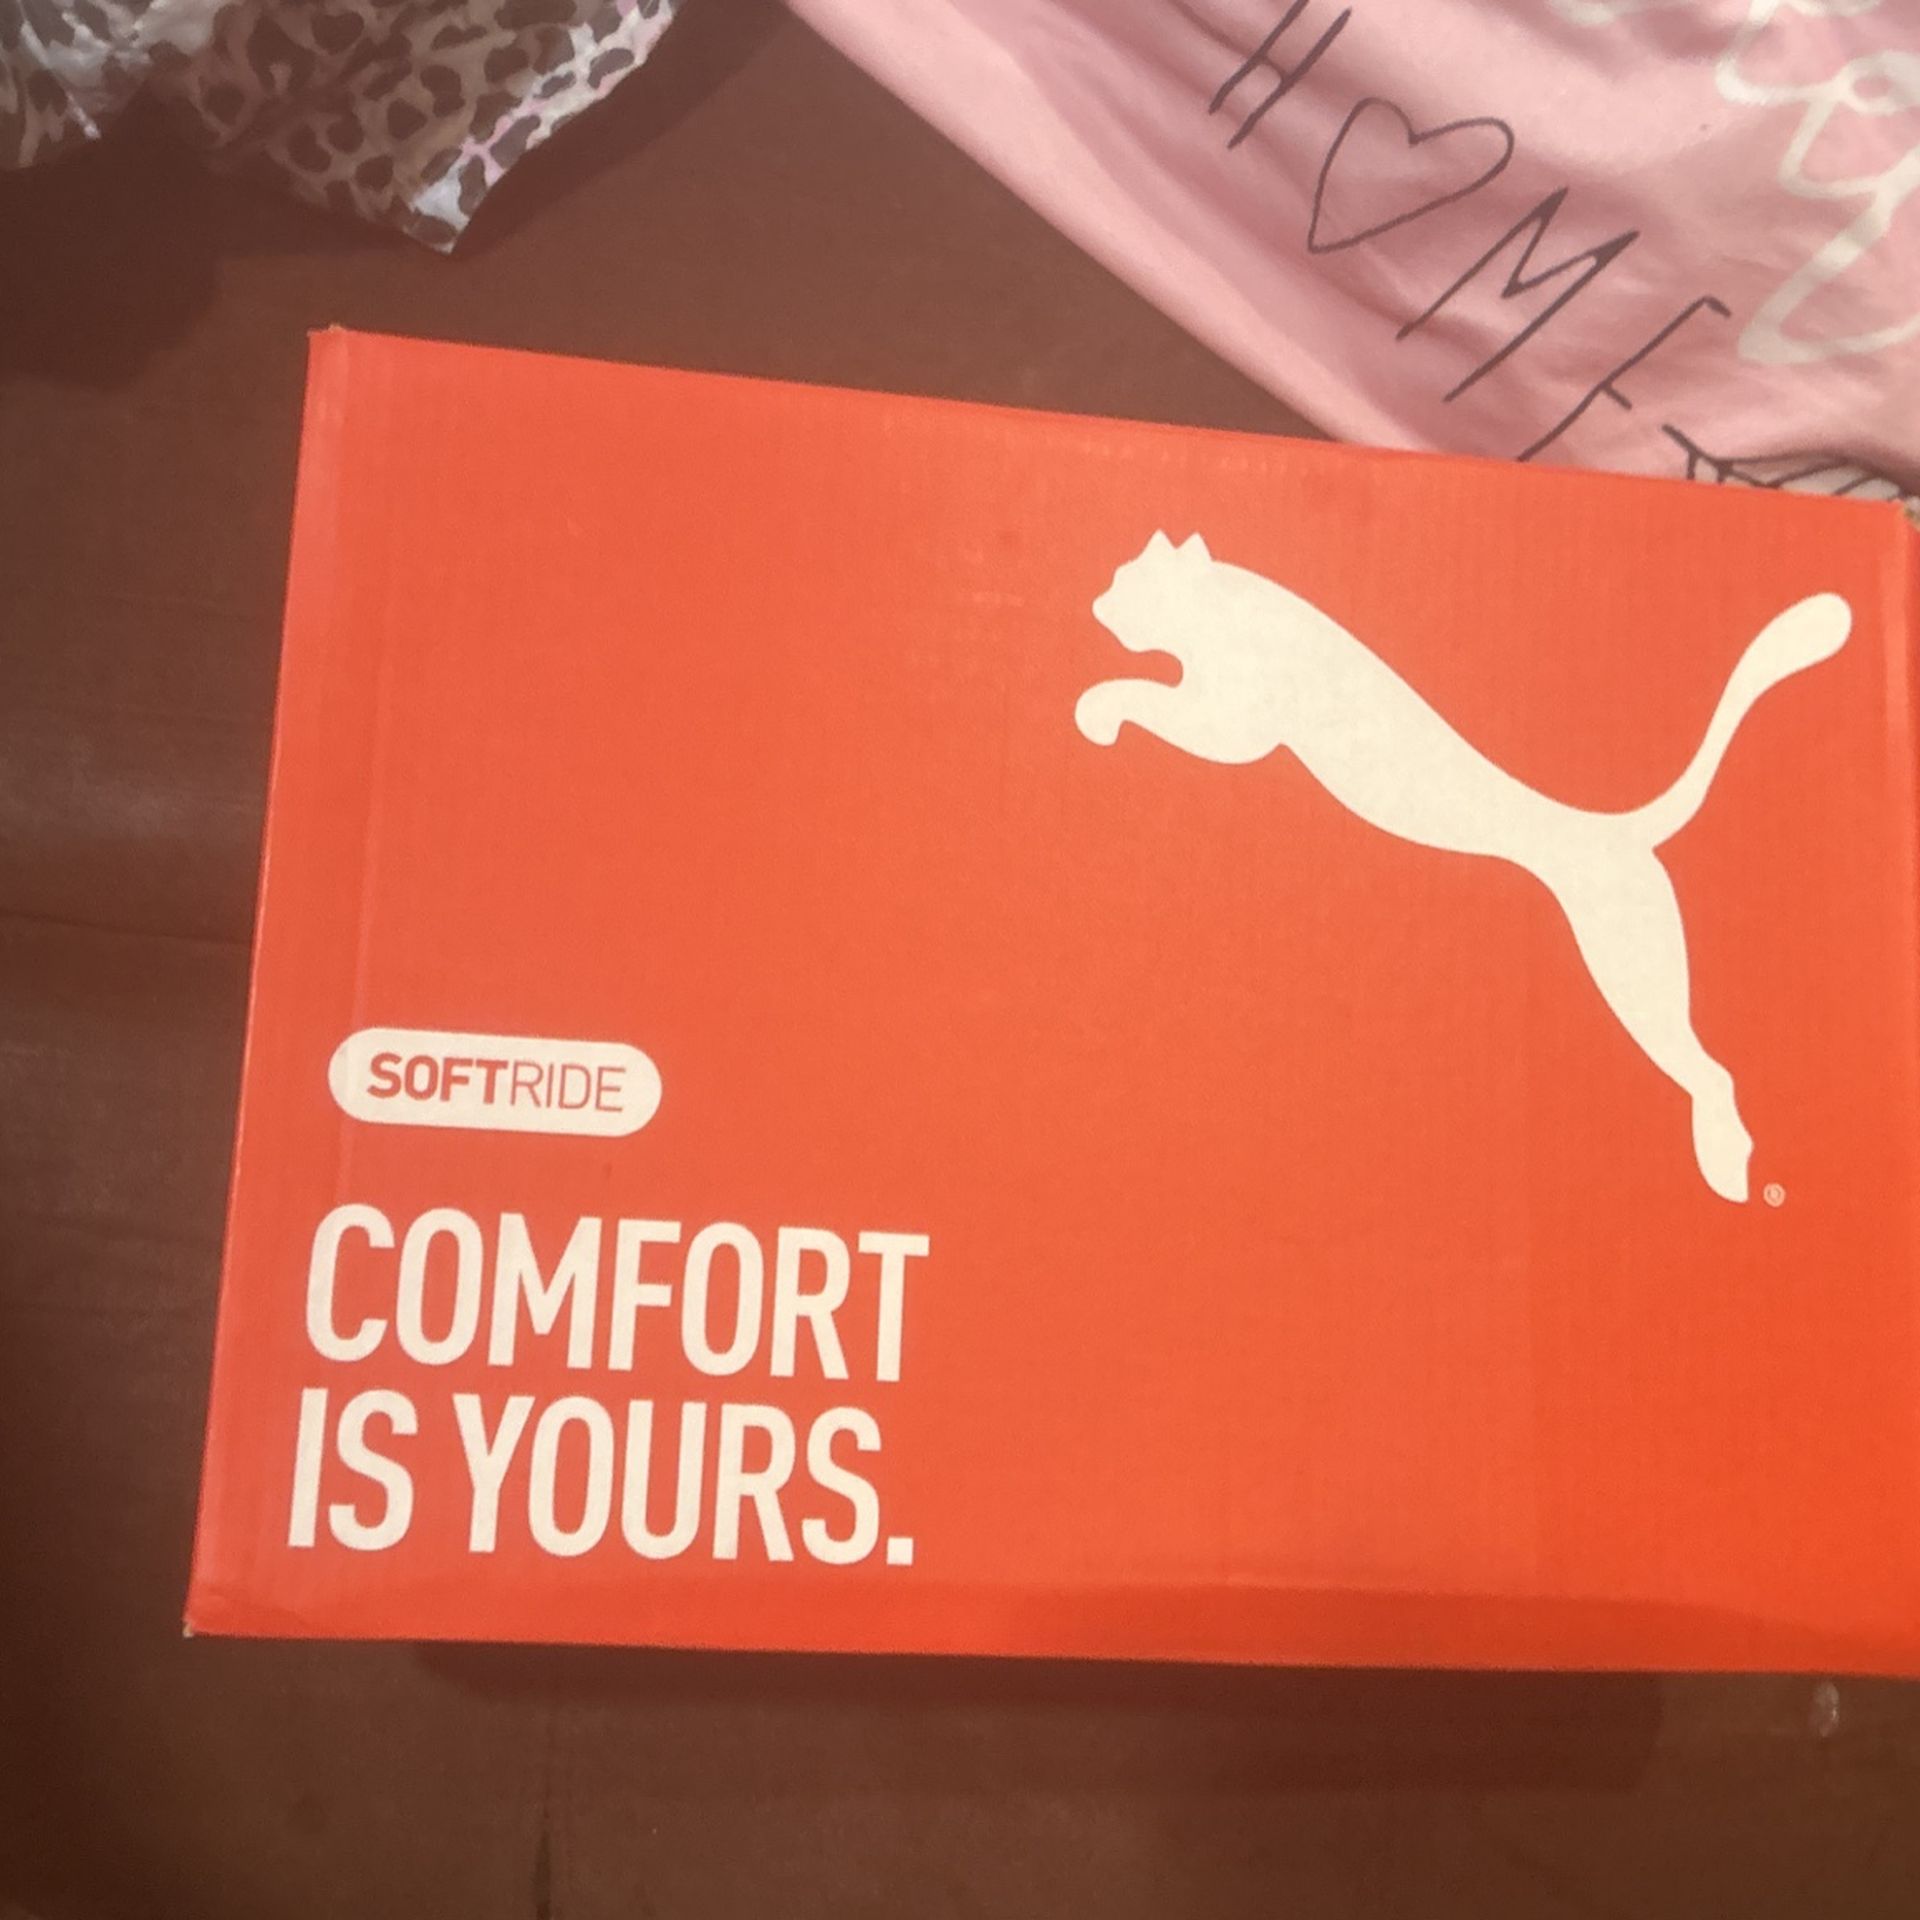 H♡ME
SOFTRIDE
COMFORT
IS YOURS.
®